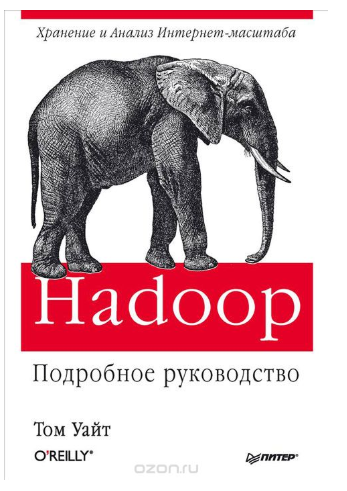 Хранение и Анализ Интернет-масштаба
Hadoop
Подробное руководство
Том Уайт
O'REILLY®
ПИТЕР®
ozon.ru